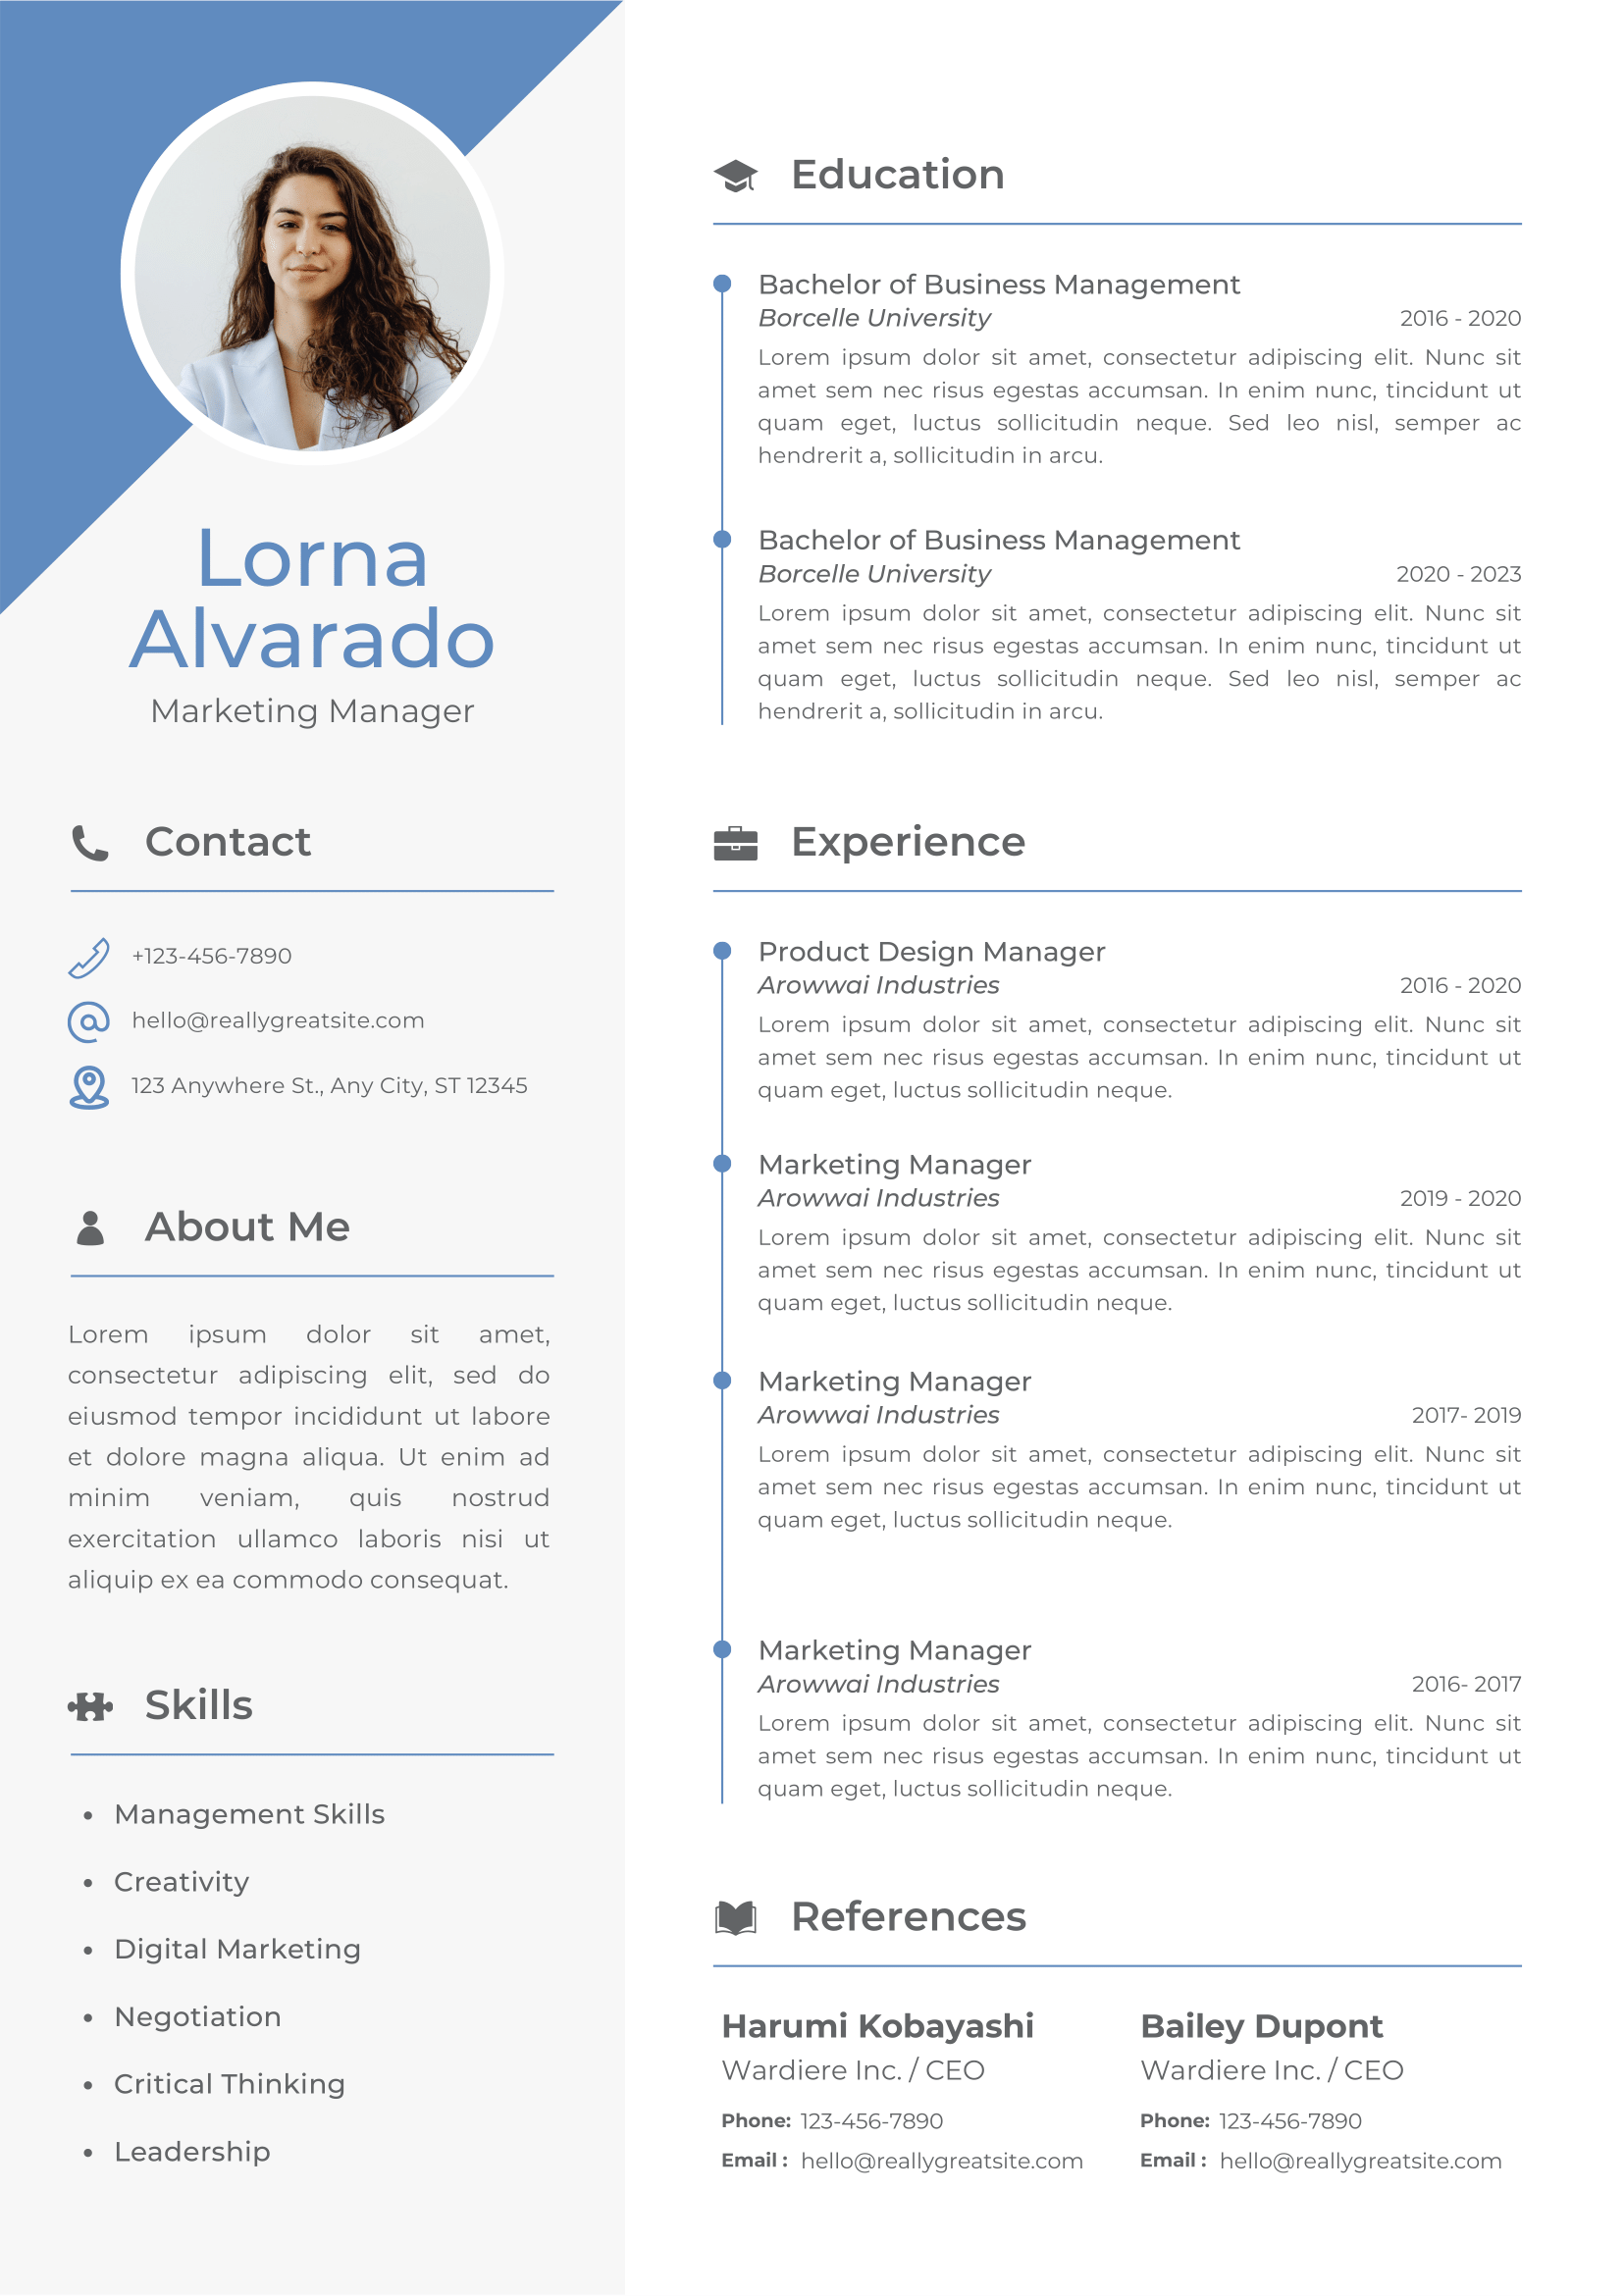 Lorna
Alvarado
Marketing Manager
Contact
+123-456-7890
hello@reallygreatsite.com
123 Anywhere St., Any City, ST 12345
About Me
Lorem ipsum dolor sit amet,
consectetur adipiscing elit, sed do
eiusmod tempor incididunt ut labore
et dolore magna aliqua. Ut enim ad
minim veniam, quis nostrud
exercitation ullamco laboris nisi ut
aliquip ex ea commodo consequat.
Skills
• Management Skills
• Creativity
• Digital Marketing
• Negotiation
• Critical Thinking
• Leadership
Education
Bachelor of Business Management
Borcelle University 2016 - 2020
Lorem ipsum dolor sit amet, consectetur adipiscing elit. Nunc sit
amet sem nec risus egestas accumsan. In enim nunc, tincidunt ut
quam eget, luctus sollicitudin neque. Sed leo nisl, semper ac
hendrerit a, sollicitudin in arcu.
Bachelor of Business Management
Borcelle University 2020 - 2023
Lorem ipsum dolor sit amet, consectetur adipiscing elit. Nunc sit
amet sem nec risus egestas accumsan. In enim nunc, tincidunt ut
quam eget, luctus sollicitudin neque. Sed leo nisl, semper ac
hendrerit a, sollicitudin in arcu.
Experience
Product Design Manager
Arowwai Industries 2016 - 2020
Lorem ipsum dolor sit amet, consectetur adipiscing elit. Nunc sit
amet sem nec risus egestas accumsan. In enim nunc, tincidunt ut
quam eget, luctus sollicitudin neque.
Marketing Manager
Arowwai Industries 2019 - 2020
Lorem ipsum dolor sit amet, consectetur adipiscing elit. Nunc sit
amet sem nec risus egestas accumsan. In enim nunc, tincidunt ut
quam eget, luctus sollicitudin neque.
Marketing Manager
Arowwai Industries 2017- 2019
Lorem ipsum dolor sit amet, consectetur adipiscing elit. Nunc sit
amet sem nec risus egestas accumsan. In enim nunc, tincidunt ut
quam eget, luctus sollicitudin neque.
Marketing Manager
Arowwai Industries 2016- 2017
Lorem ipsum dolor sit amet, consectetur adipiscing elit. Nunc sit
amet sem nec risus egestas accumsan. In enim nunc, tincidunt ut
quam eget, luctus sollicitudin neque.
References
Harumi Kobayashi
Wardiere Inc. / CEO
Phone: 123-456-7890
Email : hello@reallygreatsite.com
Bailey Dupont
Wardiere Inc. / CEO
Phone: 123-456-7890
Email : hello@reallygreatsite.com